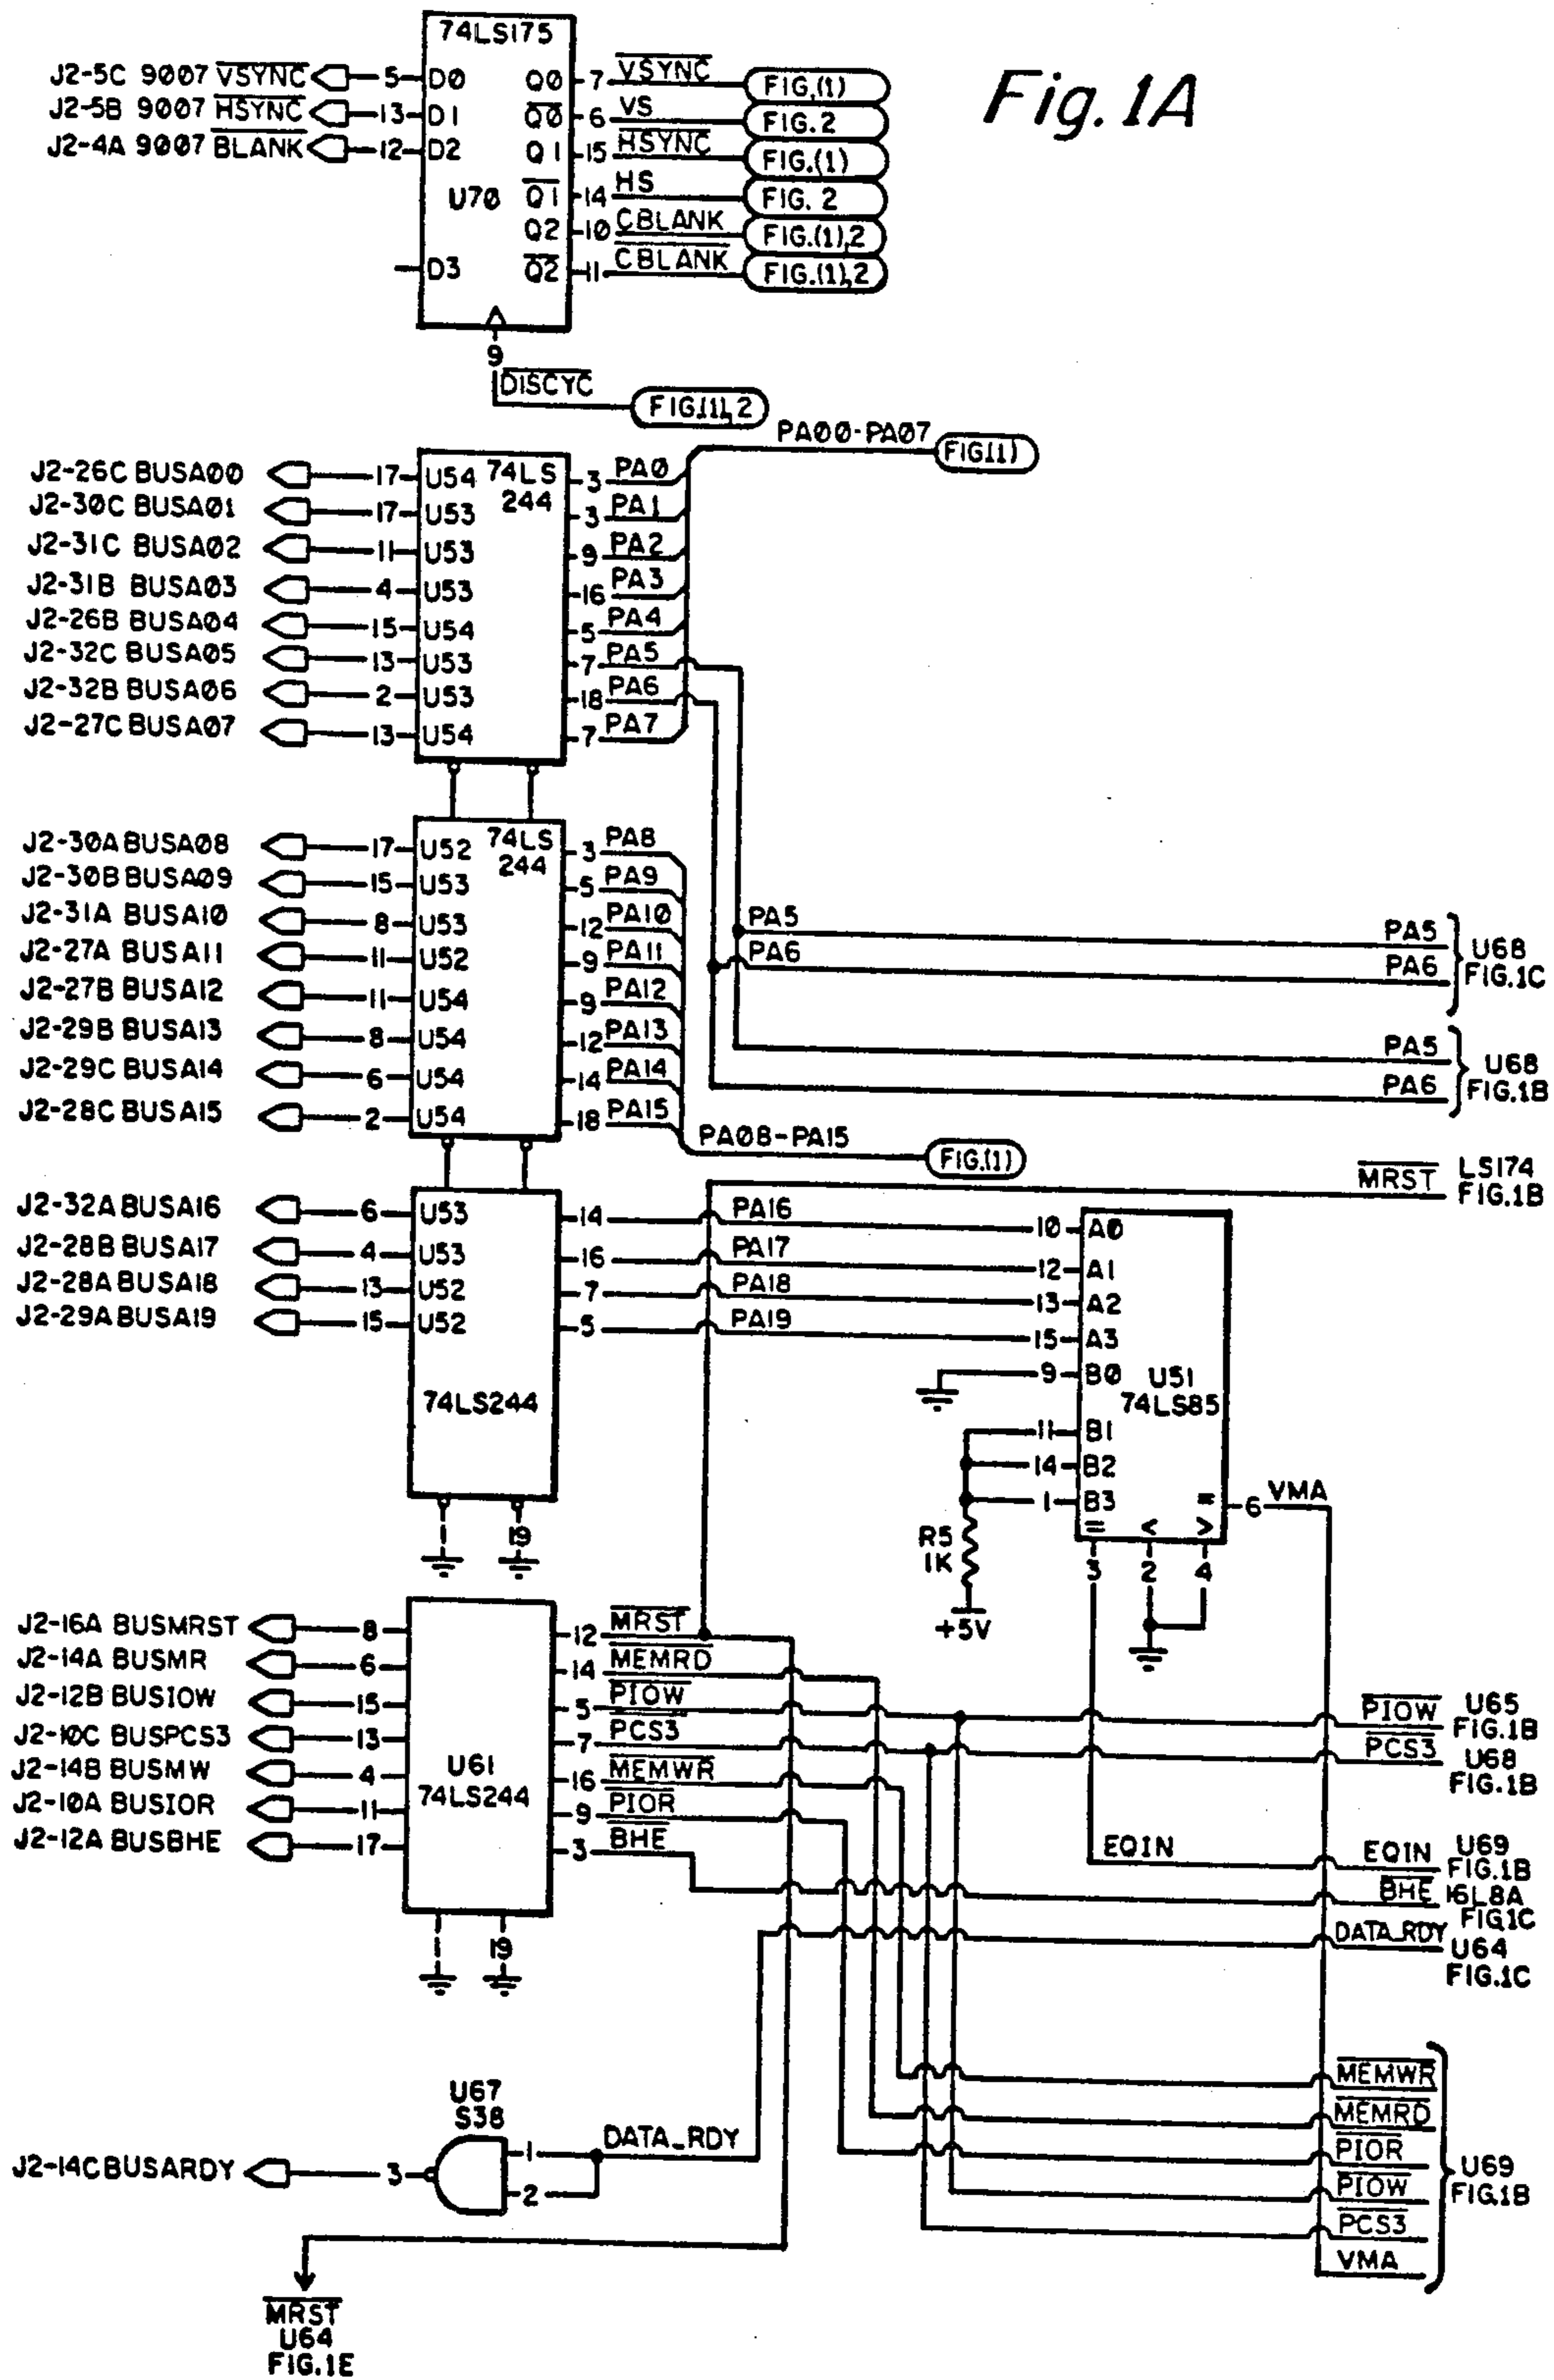 Fig. 1A
74LS175
J2-5C 9007 VSYNC 5 D0 Q0 7 VSYNC FIG,(1)
J2-5B 9007 HSYNC 13 D1 Q0 6 VS FIG. 2
J2-4A 9007 BLANK 12 D2 Q1 15 HSYNC FIG.(1)
U70 Q1 14 HS FIG. 2
Q2 10 CBLANK FIG.(1),2
D3 Q2 11 CBLANK FIG.(1),2
9
DISCYC
FIG.(1),2
PA00-PA07 FIG(1)
74LS
244
J2-26C BUSA00 17 U54 3 PA0
J2-30C BUSA01 17 U53 3 PA1
J2-31C BUSA02 11 U53 9 PA2
J2-31B BUSA03 4 U53 16 PA3
J2-26B BUSA04 15 U54 5 PA4
J2-32C BUSA05 13 U53 7 PA5
J2-32B BUSA06 2 U53 18 PA6
J2-27C BUSA07 13 U54 7 PA7
74LS
244
J2-30A BUSA08 17 U52 3 PA8
J2-30B BUSA09 15 U53 5 PA9
J2-31A BUSA10 8 U53 12 PA10
J2-27A BUSA11 11 U52 9 PA11
J2-27B BUSA12 11 U54 9 PA12
J2-29B BUSA13 8 U54 12 PA13
J2-29C BUSA14 6 U54 14 PA14
J2-28C BUSA15 2 U54 18 PA15
PA5 PA5
PA6 PA6
U68
FIG.1C
PA5
PA6
U68
FIG.1B
PA08-PA15 FIG.(1)
MRST LS174
FIG.1B
J2-32A BUSA16 6 U53 14 PA16 10 A0
J2-28B BUSA17 4 U53 16 PA17 12 A1
J2-28A BUSA18 13 U52 7 PA18 13 A2
J2-29A BUSA19 15 U52 5 PA19 15 A3
74LS244
19
9 B0
U51
74LS85
11 B1
14 B2
1 B3
= < >
= 6 VMA
3 2 4
R5
1K
+5V
J2-16A BUSMRST 8 12 MRST
J2-14A BUSMR 6 14 MEMRD
J2-12B BUSIOW 15 5 PIOW
J2-10C BUSPCS3 13 7 PCS3
J2-14B BUSMW 4 16 MEMWR
J2-10A BUSIOR 11 9 PIOR
J2-12A BUSBHE 17 3 BHE
U61
74LS244
19
PIOW U65
FIG.1B
PCS3 U68
FIG.1B
EQIN EQIN U69
FIG.1B
BHE 16L8A
FIG.1C
DATA_RDY U64
FIG.1C
MEMWR
MEMRD
PIOR
PIOW
PCS3
VMA
U69
FIG.1B
U67
S38
J2-14C BUSARDY 3 1 2 DATA_RDY
MRST
U64
FIG.1E